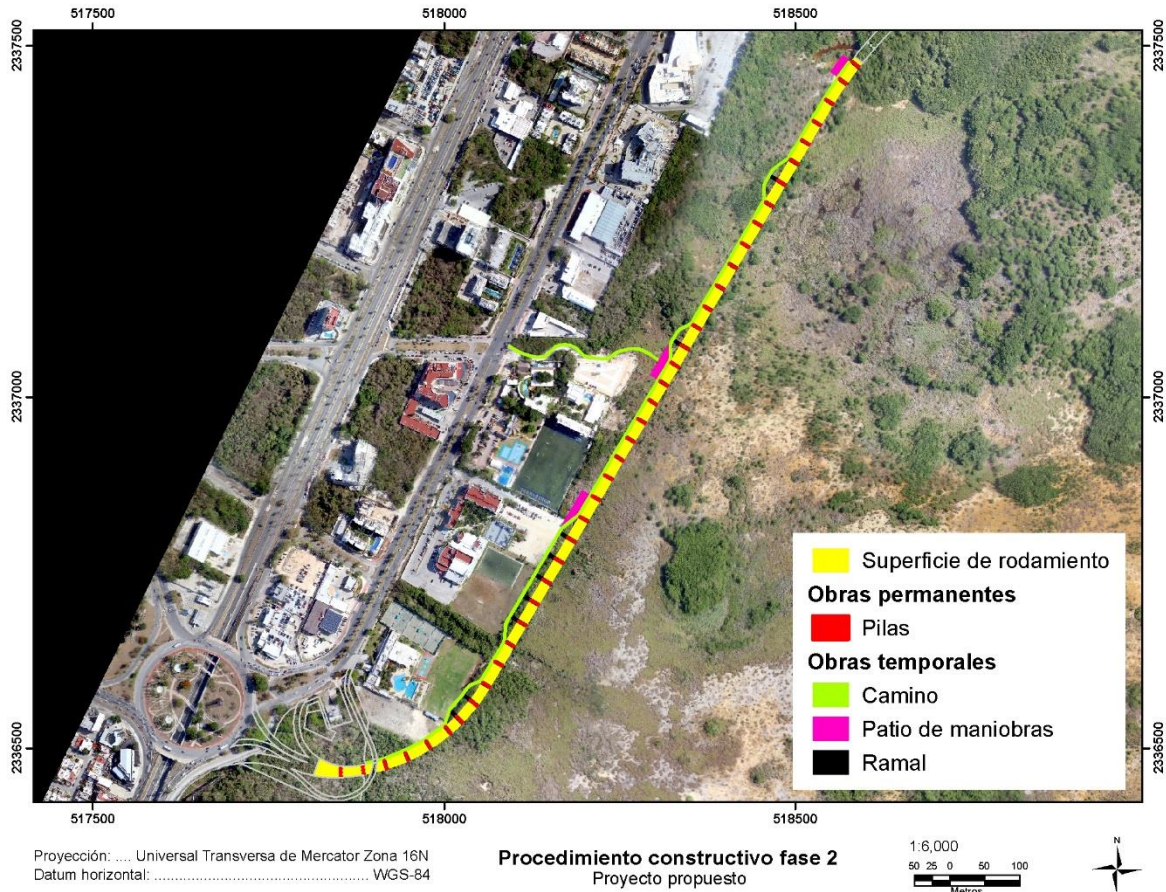 517500 518000 518500
2337500 2337500
2337000 2337000
2336500 2336500
Superficie de rodamiento
Obras permanentes
Pilas
Obras temporales
Camino
Patio de maniobras
Ramal
517500 518000 518500
Proyección: .... Universal Transversa de Mercator Zona 16N
Datum horizontal: ................................................ WGS-84
Procedimiento constructivo fase 2
Proyecto propuesto
1:6,000
50 25 0 50 100
Metros
N